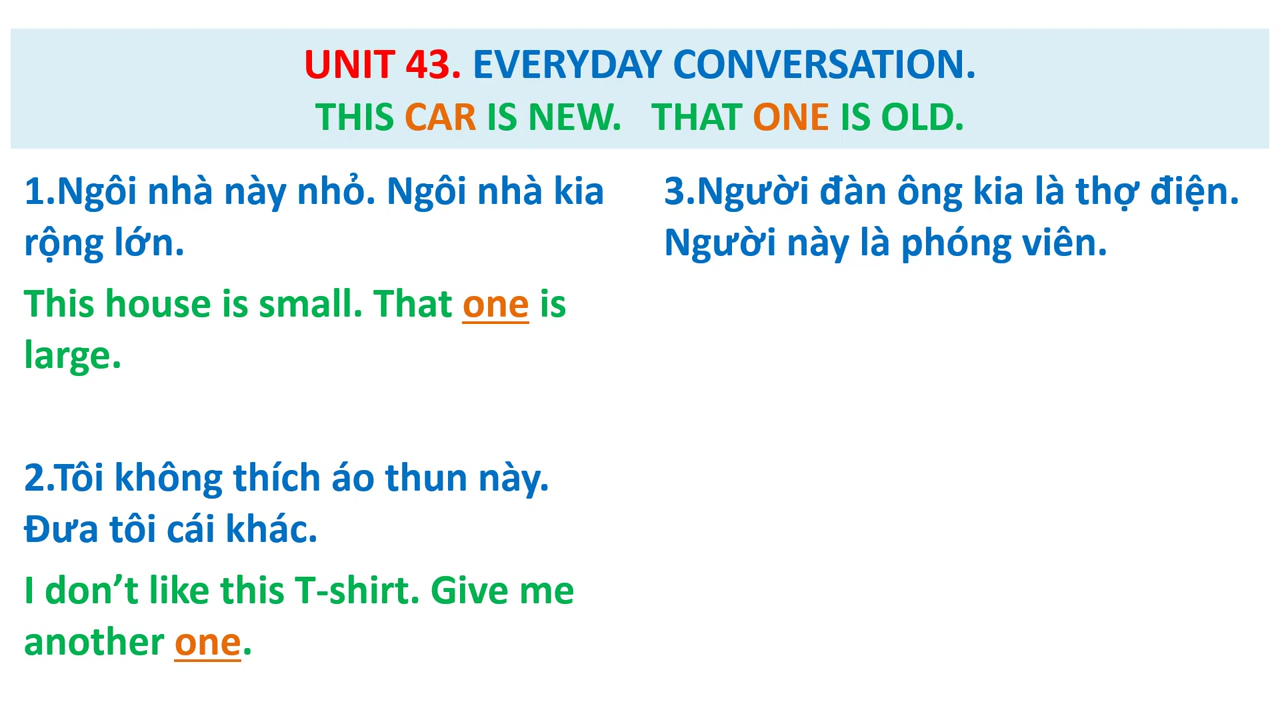 UNIT 43. EVERYDAY CONVERSATION.
THIS CAR IS NEW. THAT ONE IS OLD.
1.Ngôi nhà này nhỏ. Ngôi nhà kia
rộng lớn.
This house is small. That one is
large.
2.Tôi không thích áo thun này.
Đưa tôi cái khác.
I don’t like this T-shirt. Give me
another one.
3.Người đàn ông kia là thợ điện.
Người này là phóng viên.